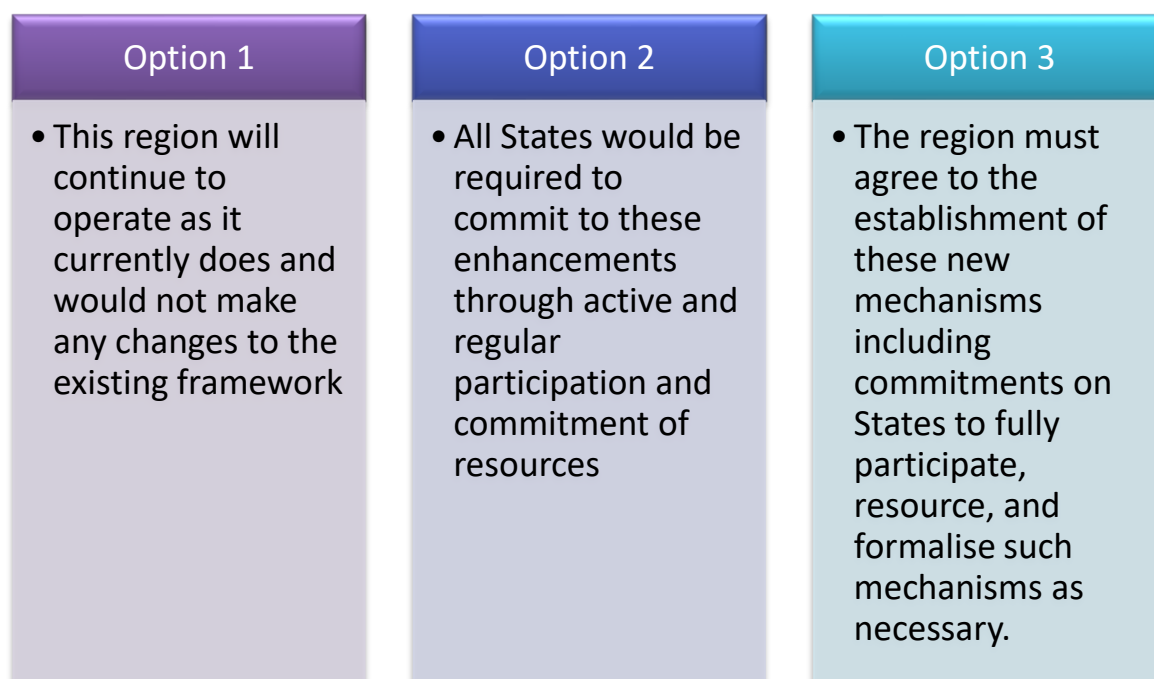 Option 1
• This region will
continue to
operate as it
currently does and
would not make
any changes to the
existing framework
Option 2
• All States would be
required to
commit to these
enhancements
through active and
regular
participation and
commitment of
resources
Option 3
• The region must
agree to the
establishment of
these new
mechanisms
including
commitments on
States to fully
participate,
resource, and
formalise such
mechanisms as
necessary.